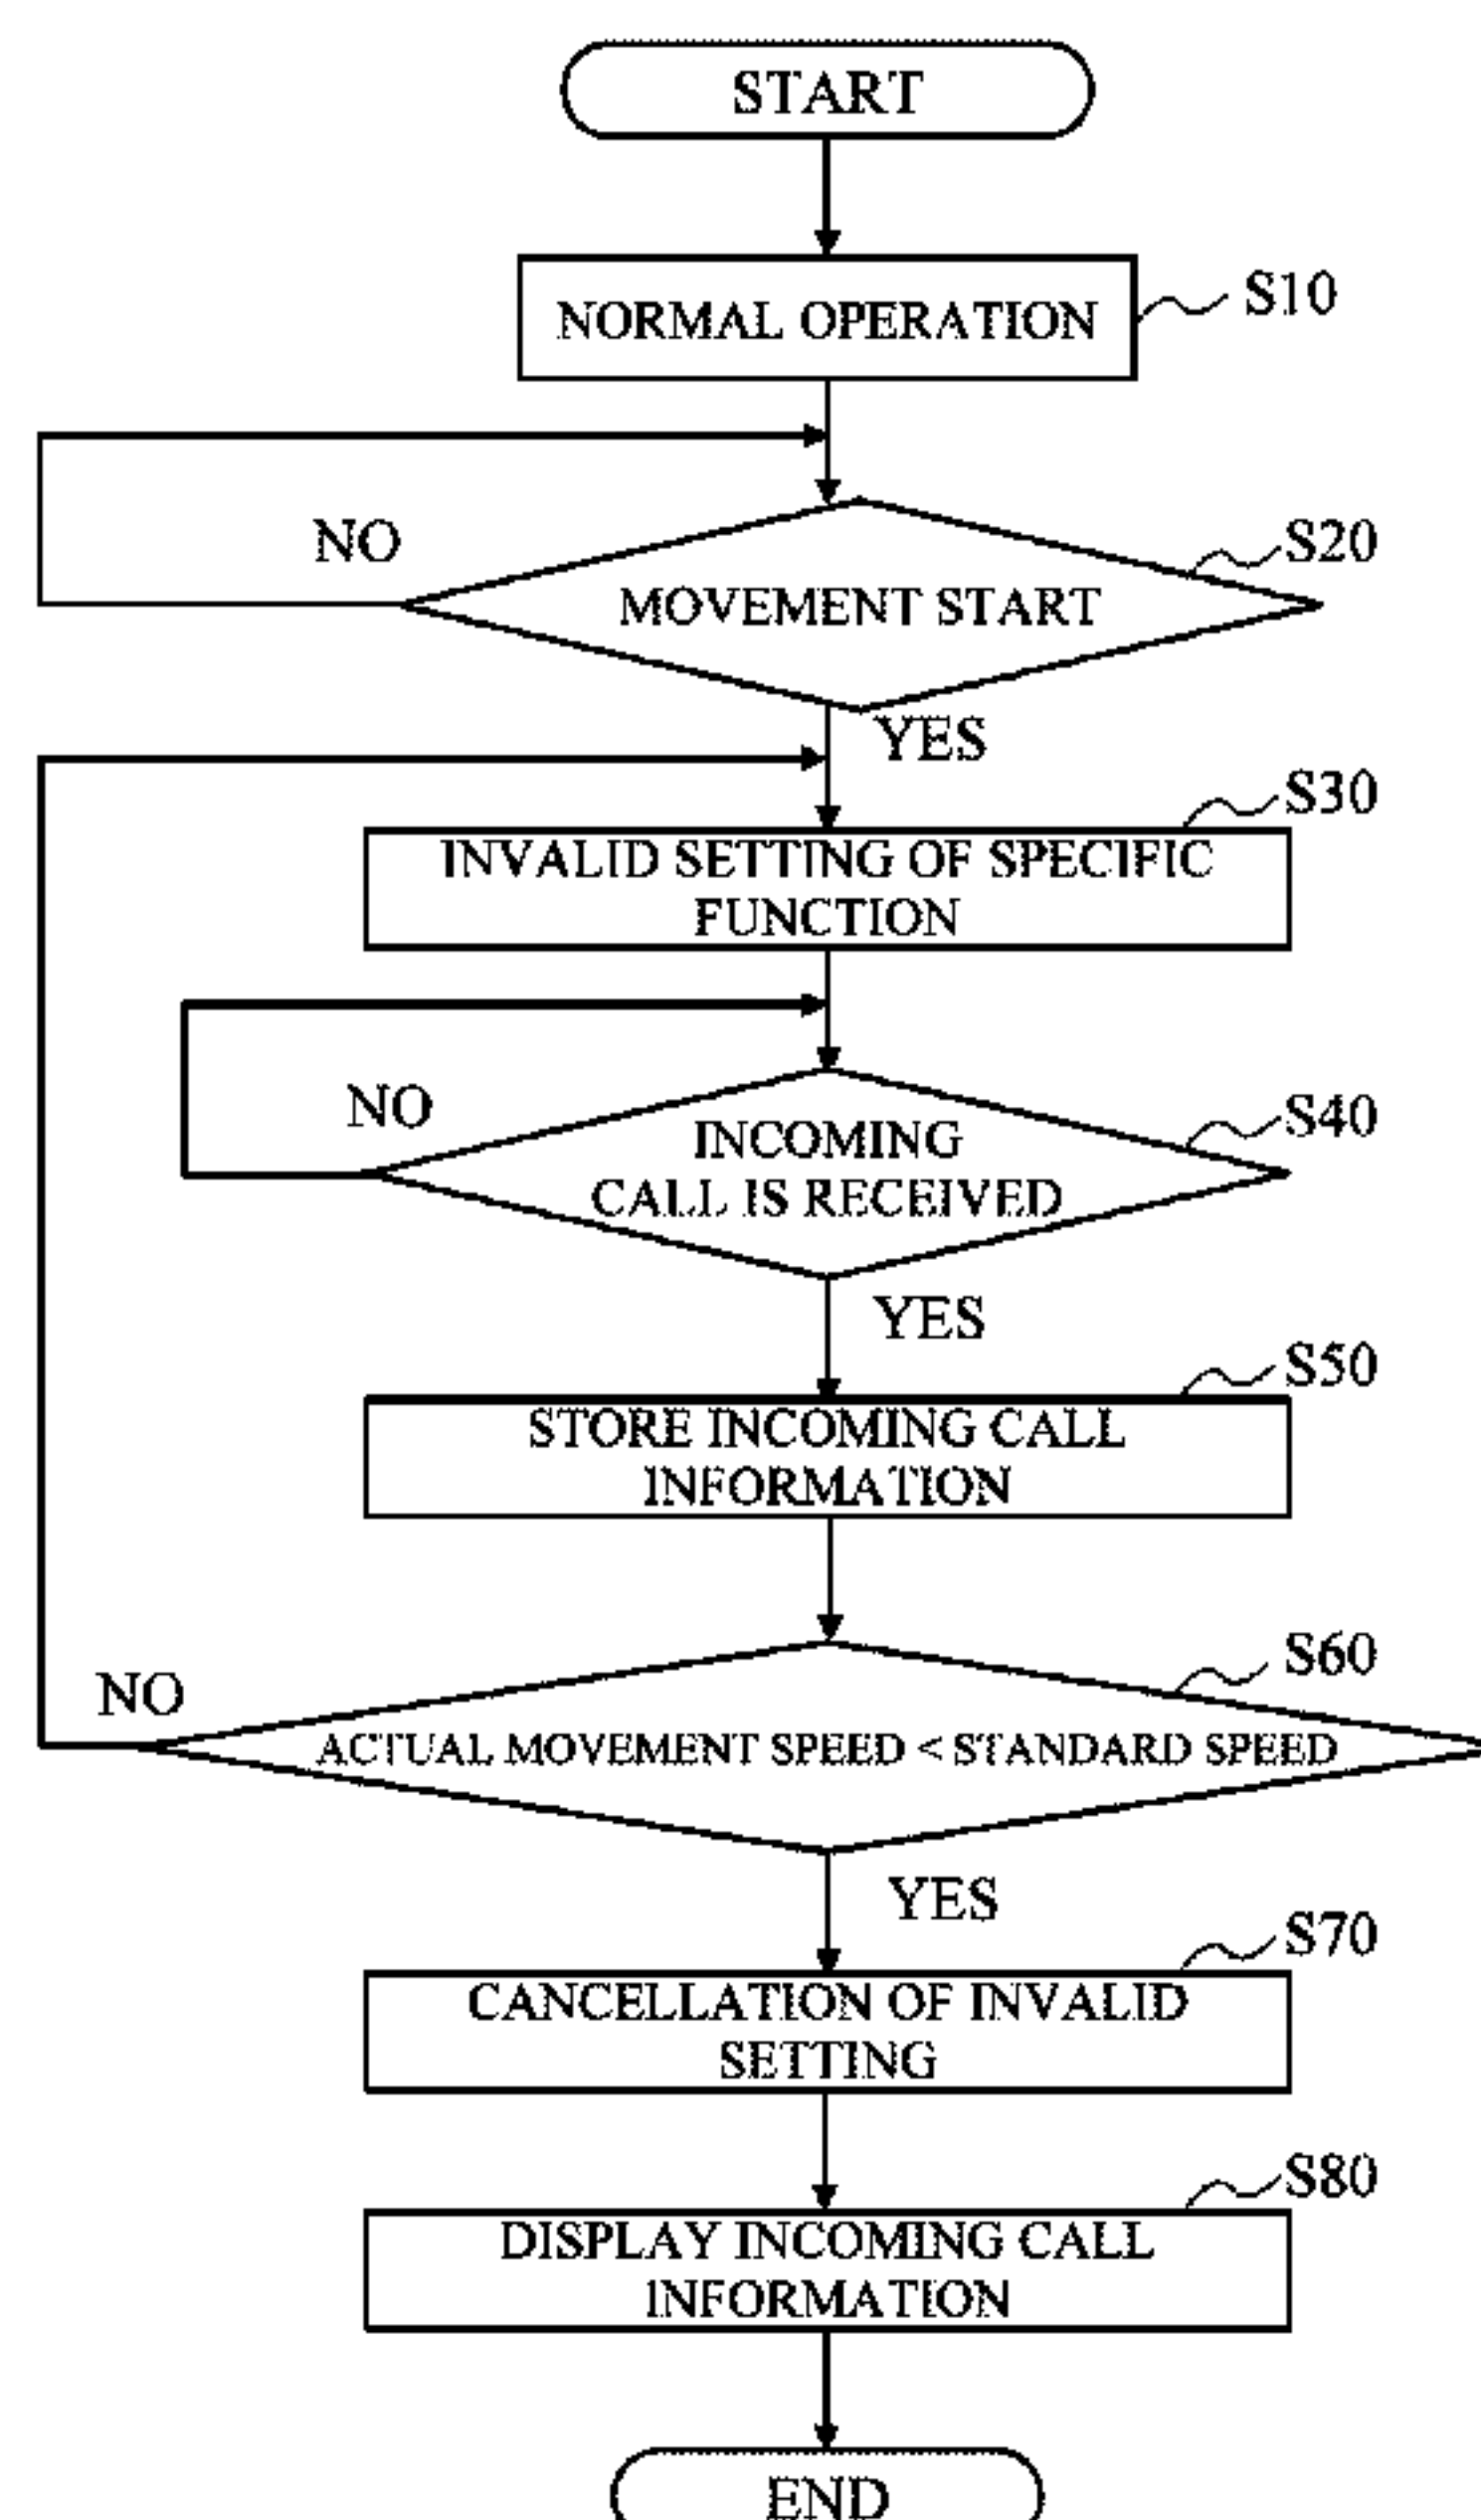 START
NORMAL OPERATION
S10
NO
S20
MOVEMENT START
YES
S30
INVALID SETTING OF SPECIFIC
FUNCTION
NO
S40
INCOMING
CALL IS RECEIVED
YES
S50
STORE INCOMING CALL
INFORMATION
S60
NO
ACTUAL MOVEMENT SPEED < STANDARD SPEED
YES
S70
CANCELLATION OF INVALID
SETTING
S80
DISPLAY INCOMING CALL
INFORMATION
END